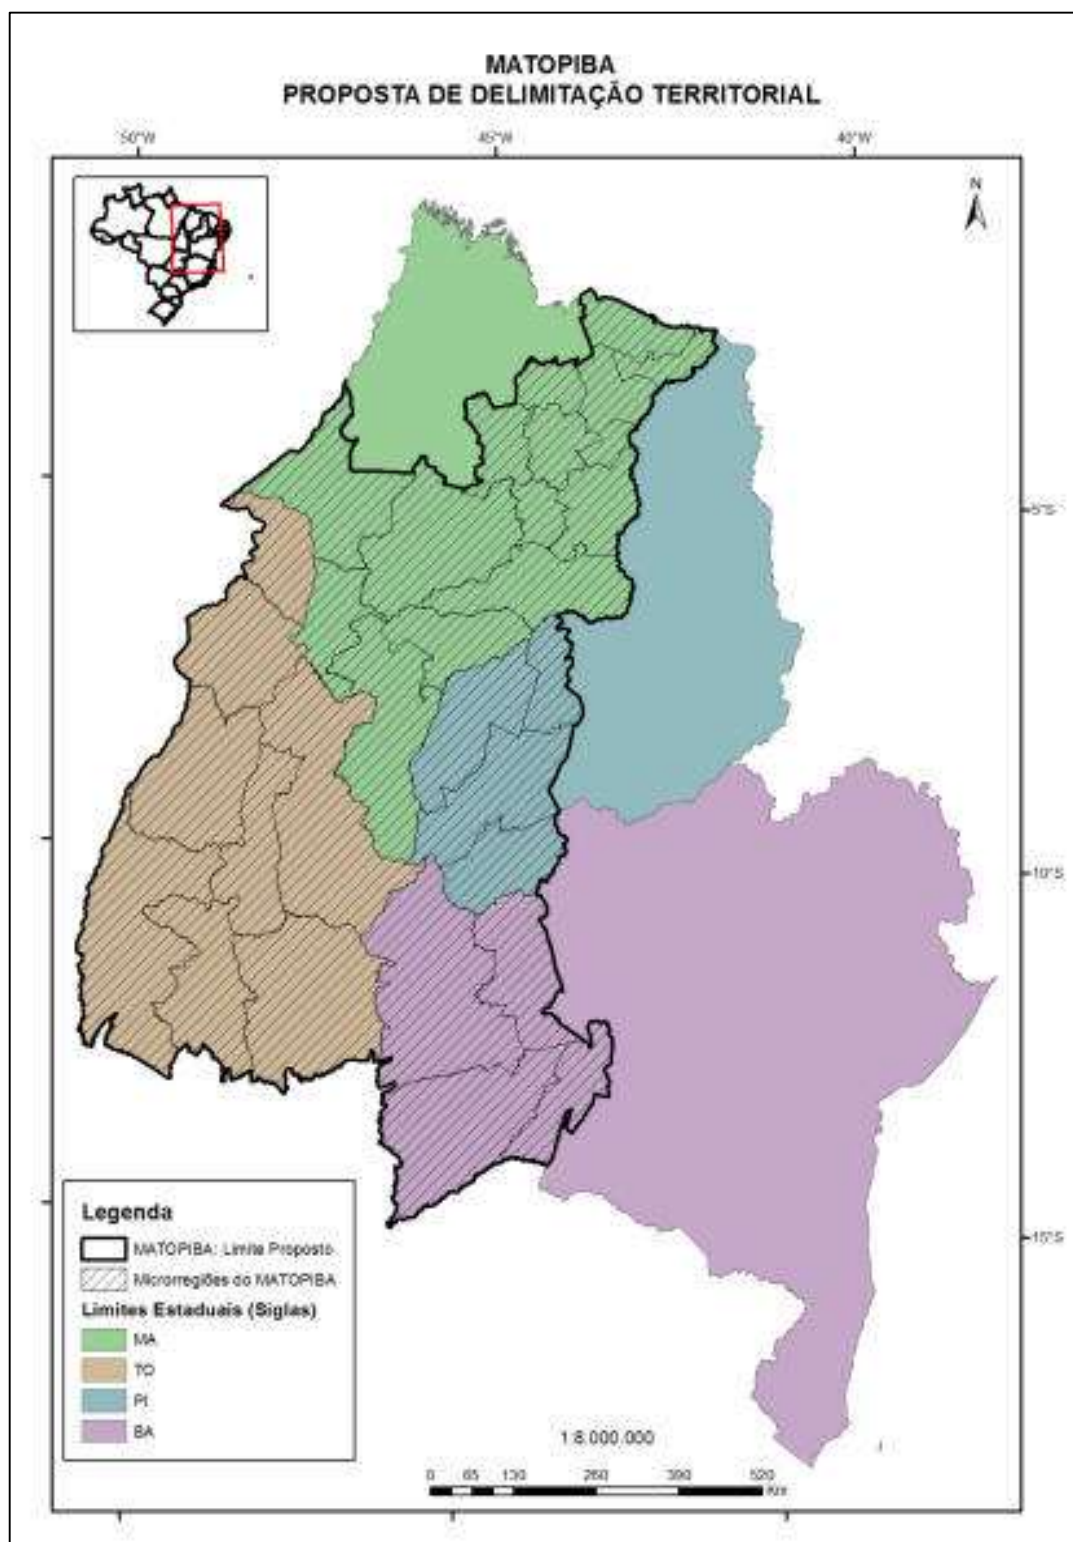 MATOPIBA
PROPOSTA DE DELIMITAÇÃO TERRITORIAL
50°W
45°W
40°W
N
5°S
10°S
15°S
Legenda
MATOPIBA: Limite Proposto
Microrregiões do MATOPIBA
Limites Estaduais (Siglas)
MA
TO
PI
BA
1:8.000.000
0 65 130 260 390 520
Km